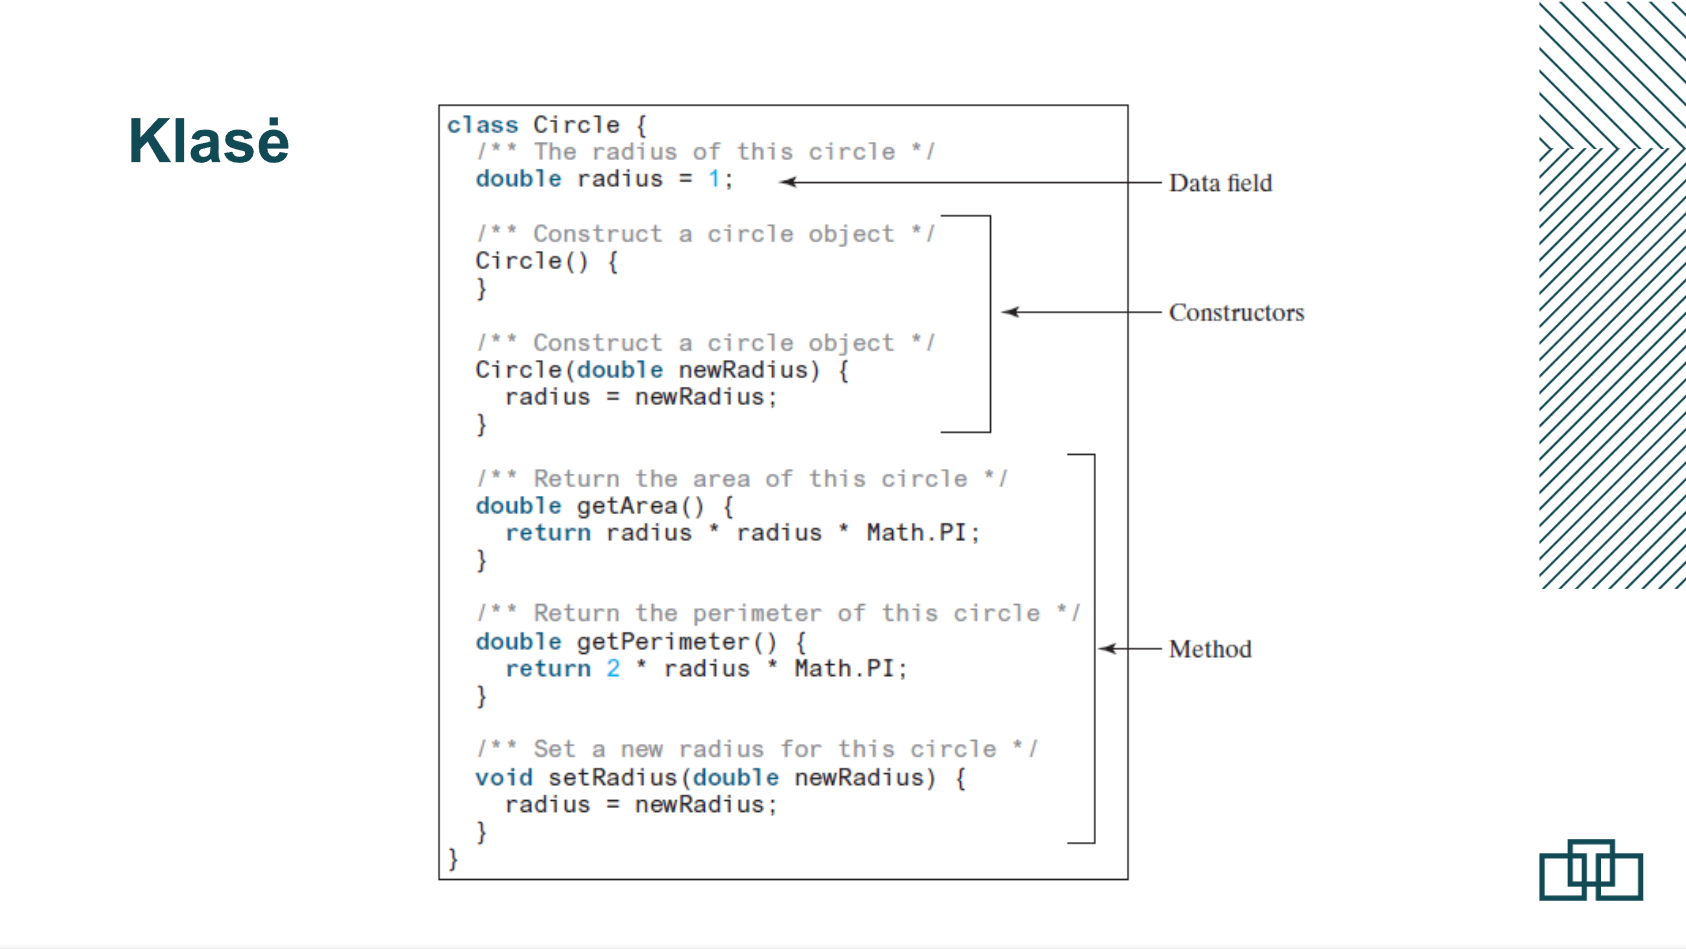 Klasė
class Circle {
/** The radius of this circle */
double radius = 1;
Data field
/** Construct a circle object */
Circle() {
}
Constructors
/** Construct a circle object */
Circle(double newRadius) {
radius = newRadius;
}
/** Return the area of this circle */
double getArea() {
return radius * radius * Math.PI;
}
/** Return the perimeter of this circle */
double getPerimeter() {
Method
return 2 * radius * Math.PI;
}
/** Set a new radius for this circle */
void setRadius(double newRadius) {
radius = newRadius;
}
}